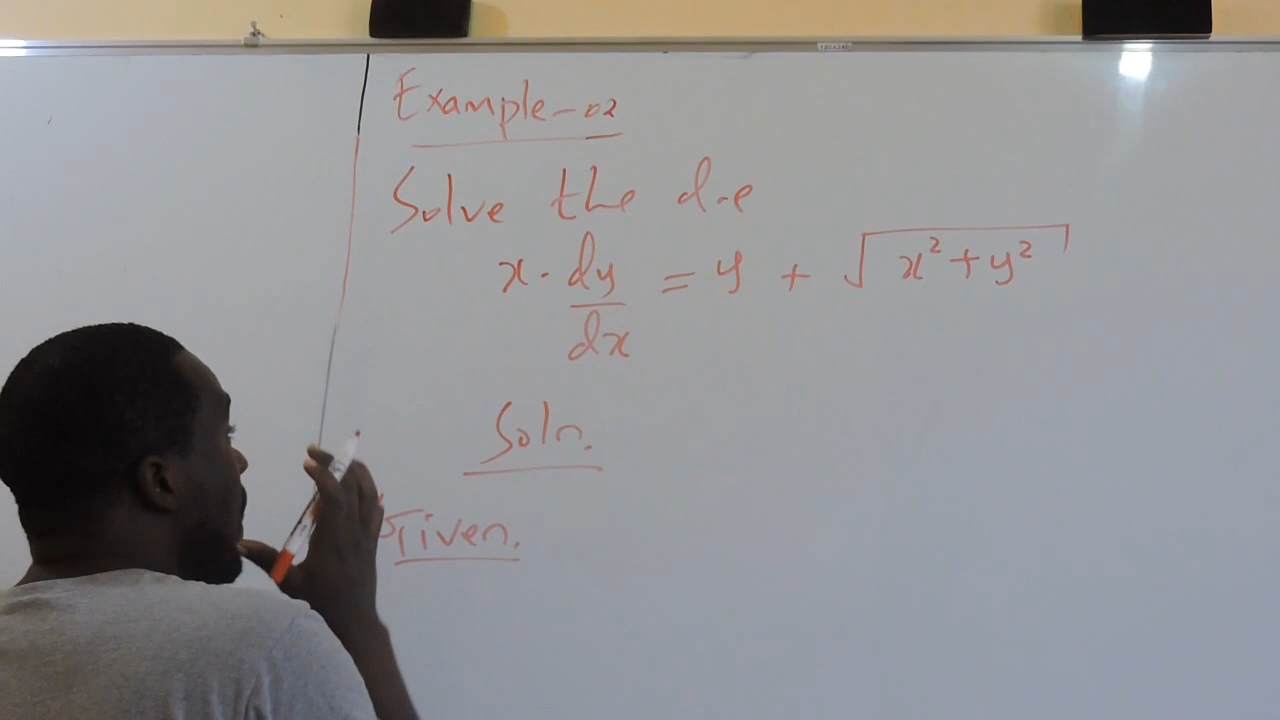 Example-02
Solve the d.e
x · dy/dx = y + √(x² + y²)
Soln.
Given.